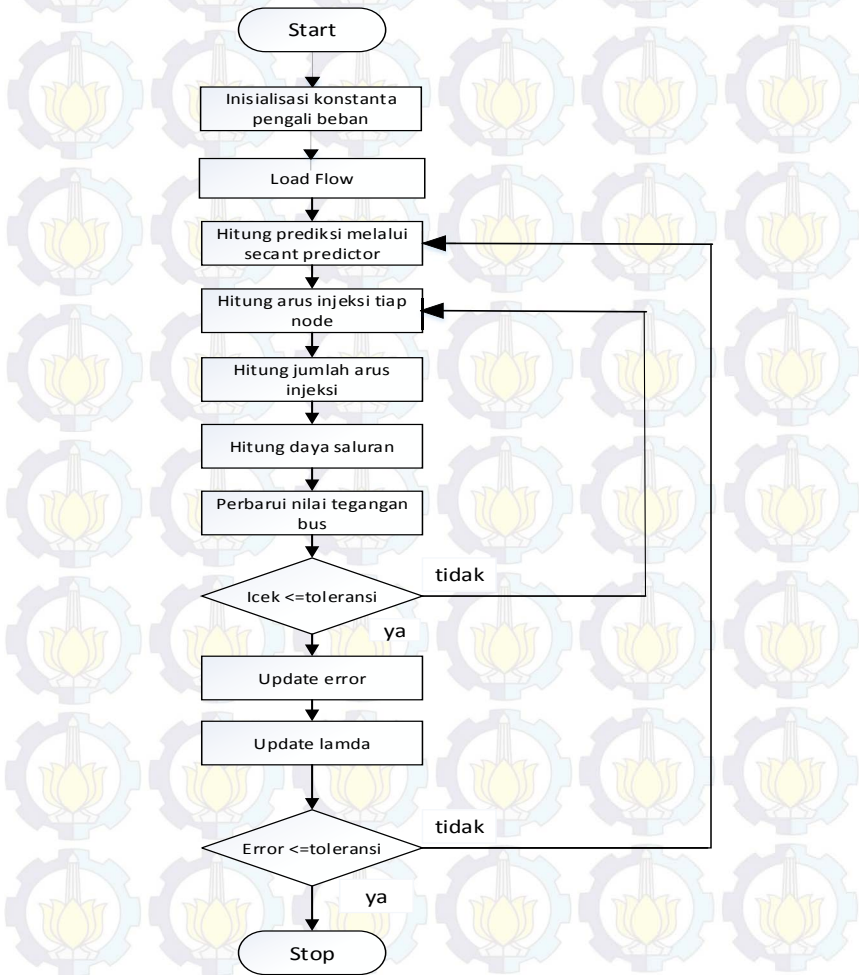 Start
Inisialisasi konstanta
pengali beban
Load Flow
Hitung prediksi melalui
secant predictor
Hitung arus injeksi tiap
node
Hitung jumlah arus
injeksi
Hitung daya saluran
Perbarui nilai tegangan
bus
Icek <=toleransi
tidak
ya
Update error
Update lamda
Error <=toleransi
tidak
ya
Stop